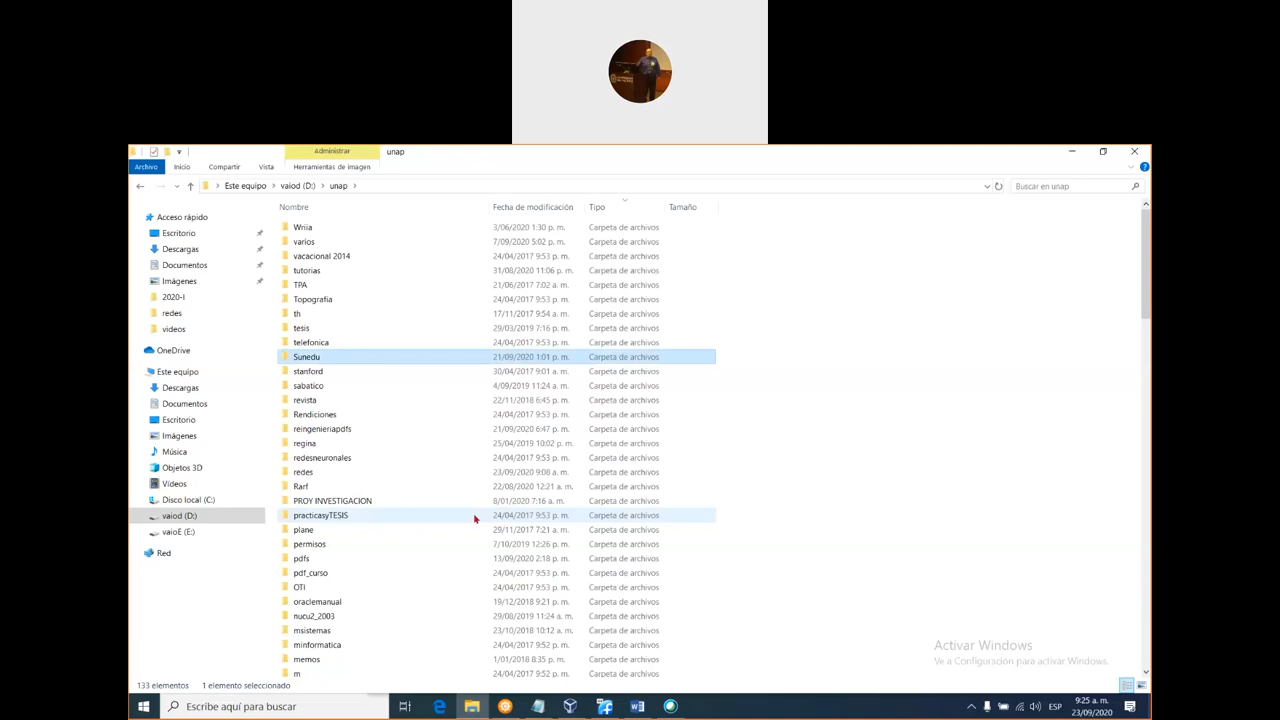 Administrar unap
Archivo Inicio Compartir Vista Herramientas de imagen
Este equipo > vaiod (D:) > unap > Buscar en unap
Nombre Fecha de modificación Tipo Tamaño
Acceso rápido
Escritorio
Descargas
Documentos
Imágenes
2020-I
redes
videos
OneDrive
Este equipo
Descargas
Documentos
Escritorio
Imágenes
Música
Objetos 3D
Vídeos
Disco local (C:)
vaiod (D:)
vaioE (E:)
Red
Wriia 3/06/2020 1:30 p. m. Carpeta de archivos
varios 7/09/2020 5:02 p. m. Carpeta de archivos
vacacional 2014 24/04/2017 9:53 p. m. Carpeta de archivos
tutorias 31/08/2020 11:06 p. m. Carpeta de archivos
TPA 21/06/2017 7:02 a. m. Carpeta de archivos
Topografia 24/04/2017 9:53 p. m. Carpeta de archivos
th 17/11/2017 9:54 a. m. Carpeta de archivos
tesis 29/03/2019 7:16 p. m. Carpeta de archivos
telefonica 24/04/2017 9:53 p. m. Carpeta de archivos
Sunedu 21/09/2020 1:01 p. m. Carpeta de archivos
stanford 30/04/2017 9:01 a. m. Carpeta de archivos
sabatico 4/09/2019 11:24 a. m. Carpeta de archivos
revista 22/11/2018 6:45 p. m. Carpeta de archivos
Rendiciones 24/04/2017 9:53 p. m. Carpeta de archivos
reingenieriapdfs 21/09/2020 6:47 p. m. Carpeta de archivos
regina 25/04/2019 10:02 p. m. Carpeta de archivos
redesneuronales 24/04/2017 9:53 p. m. Carpeta de archivos
redes 23/09/2020 9:08 a. m. Carpeta de archivos
Rarf 22/08/2020 12:21 a. m. Carpeta de archivos
PROY INVESTIGACION 8/01/2020 7:16 a. m. Carpeta de archivos
practicasyTESIS 24/04/2017 9:53 p. m. Carpeta de archivos
plane 29/11/2017 7:21 a. m. Carpeta de archivos
permisos 7/10/2019 12:26 p. m. Carpeta de archivos
pdfs 13/09/2020 2:18 p. m. Carpeta de archivos
pdf_curso 24/04/2017 9:53 p. m. Carpeta de archivos
OTI 24/04/2017 9:53 p. m. Carpeta de archivos
oraclemanual 19/12/2018 9:21 p. m. Carpeta de archivos
nucu2_2003 29/08/2019 11:24 a. m. Carpeta de archivos
msistemas 23/10/2018 10:12 a. m. Carpeta de archivos
minformatica 24/04/2017 9:52 p. m. Carpeta de archivos
memos 1/01/2018 8:35 p. m. Carpeta de archivos
m 24/04/2017 9:52 p. m. Carpeta de archivos
Activar Windows
Ve a Configuración para activar Windows.
133 elementos 1 elemento seleccionado
Escribe aquí para buscar
ESP
9:25 a. m.
23/09/2020